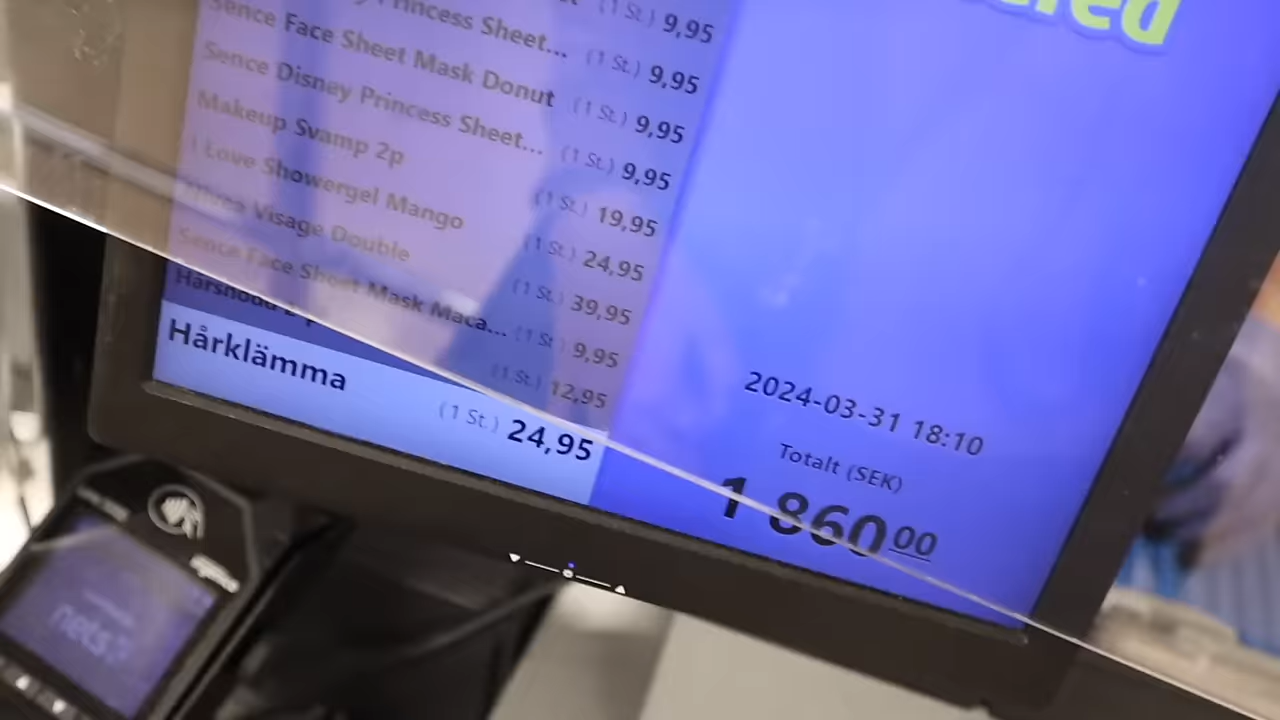 (1 St.) 9,95
Princess Sheet... (1 St.) 9,95
Sence Face Sheet Mask Donut (1 St.) 9,95
Sence Disney Princess Sheet... (1 St.) 9,95
Makeup Svamp 2p (1 St.) 19,95
I Love Showergel Mango (1 St.) 24,95
Visage Double (1 St.) 39,95
Sence Face Sheet Mask Maca... (1 St.) 9,95
Hårsnodd (1 St.) 12,95
Hårklämma (1 St.) 24,95
2024-03-31 18:10
Totalt (SEK)
1 860 00
nets